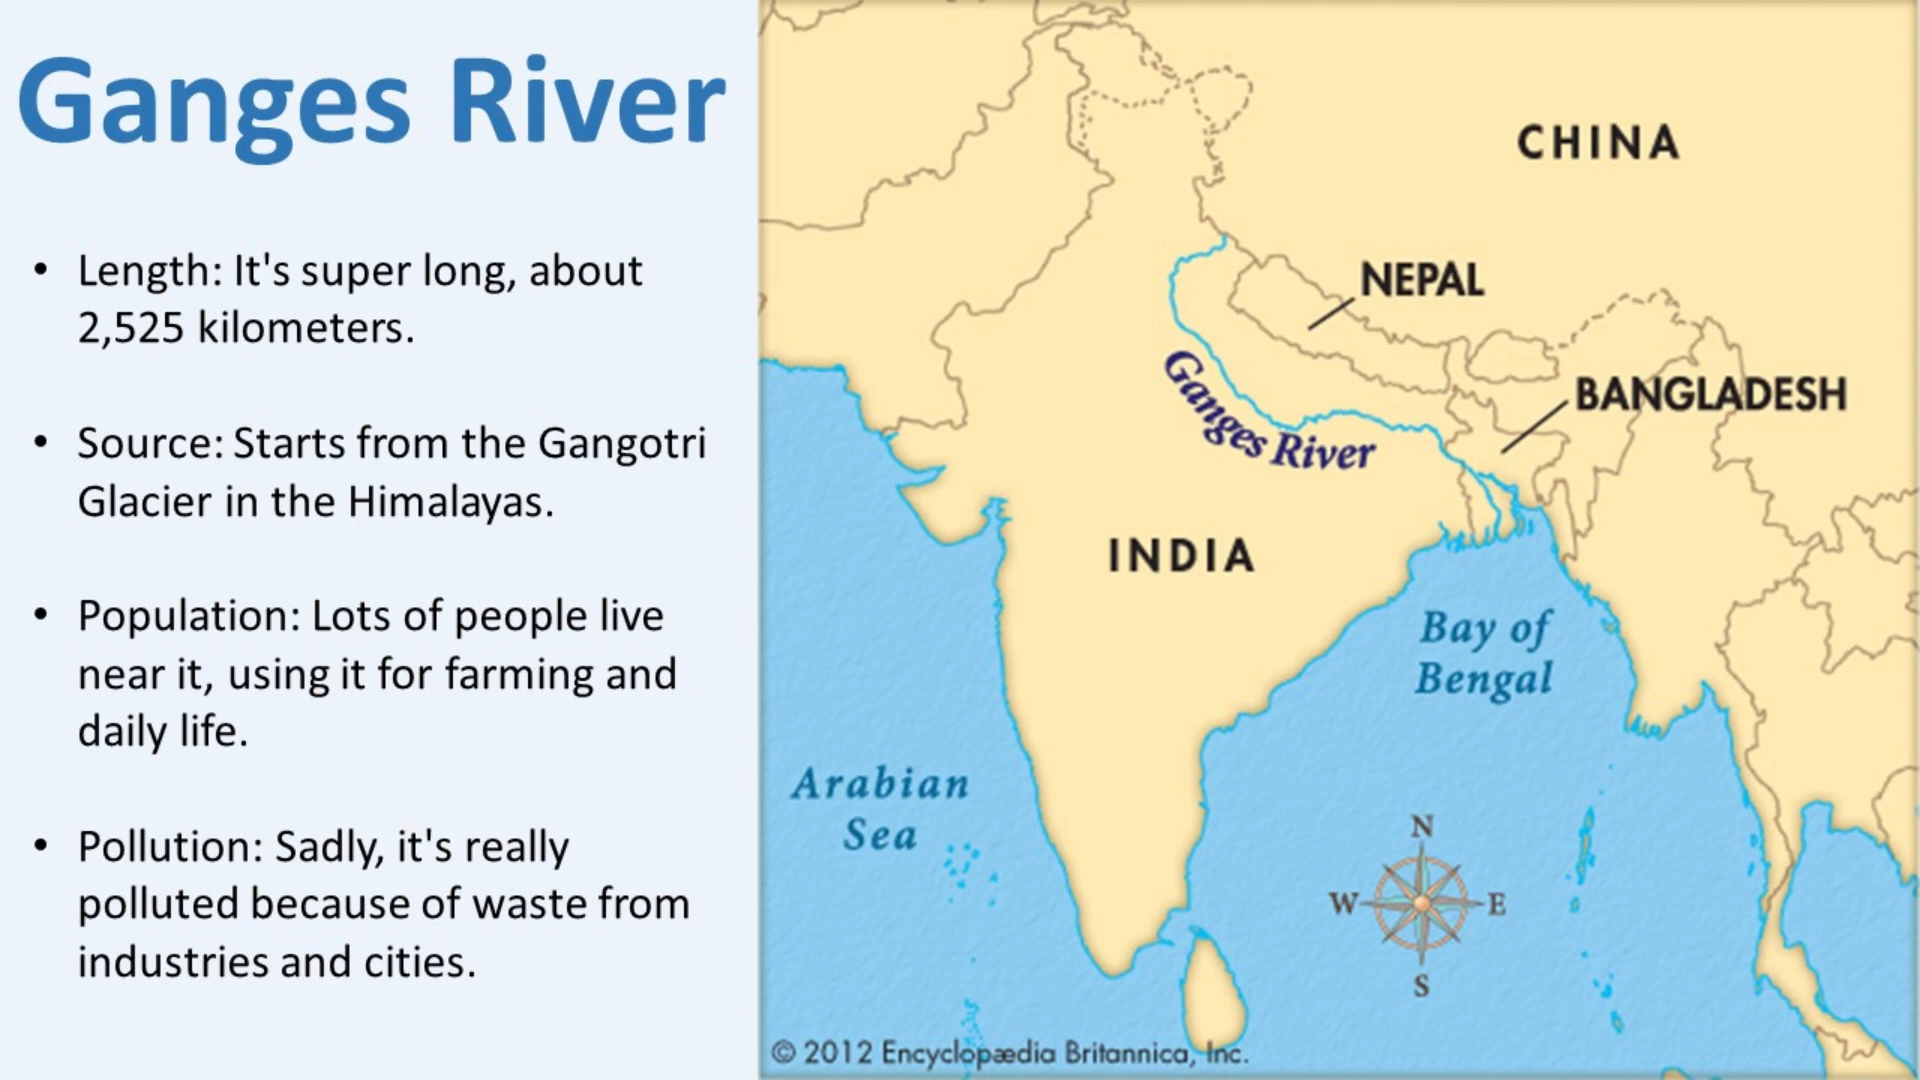 Ganges River
• Length: It's super long, about
2,525 kilometers.
• Source: Starts from the Gangotri
Glacier in the Himalayas.
• Population: Lots of people live
near it, using it for farming and
daily life.
• Pollution: Sadly, it's really
polluted because of waste from
industries and cities.
CHINA
NEPAL
BANGLADESH
Ganges River
INDIA
Bay of
Bengal
Arabian
Sea
N
W E
S
© 2012 Encyclopædia Britannica, Inc.